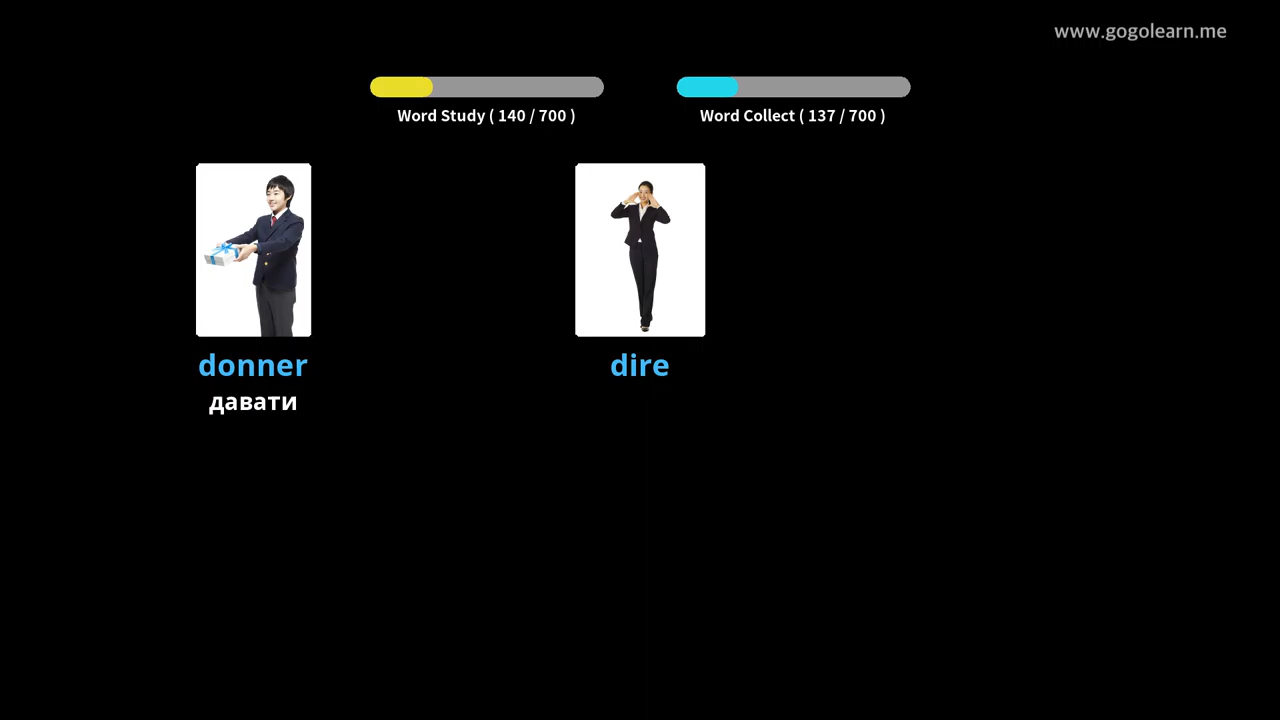 www.gogolearn.me
Word Study ( 140 / 700 )
Word Collect ( 137 / 700 )
donner
давати
dire